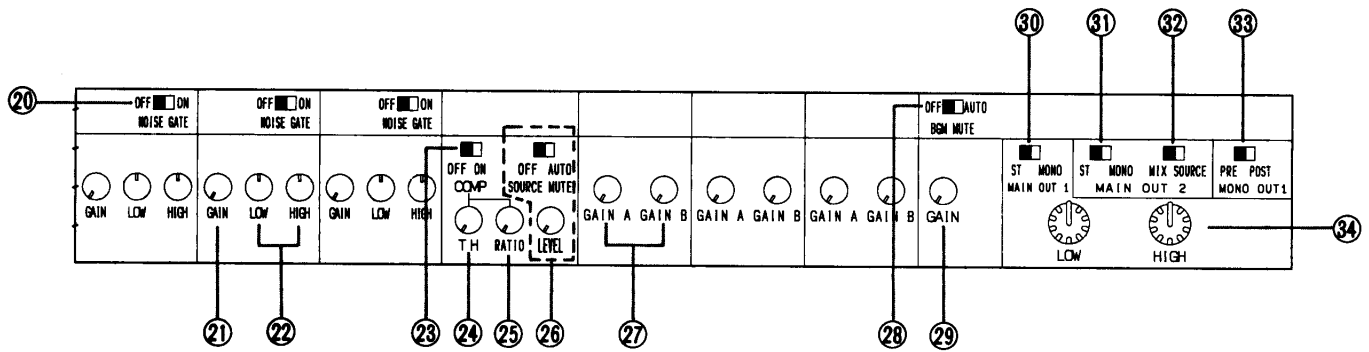 30 31 32 33
20 OFF ON OFF ON OFF ON 28 OFF AUTO
NOISE GATE NOISE GATE NOISE GATE BGM MUTE
OFF ON OFF AUTO ST MONO ST MONO MIX SOURCE PRE POST
COMP SOURCE MUTE MAIN OUT 1 MAIN OUT 2 MONO OUT1
GAIN LOW HIGH GAIN LOW HIGH GAIN LOW HIGH GAIN A GAIN B GAIN A GAIN B GAIN A GAIN B GAIN
TH RATIO LEVEL LOW HIGH 34
21 22 23 24 25 26 27 29